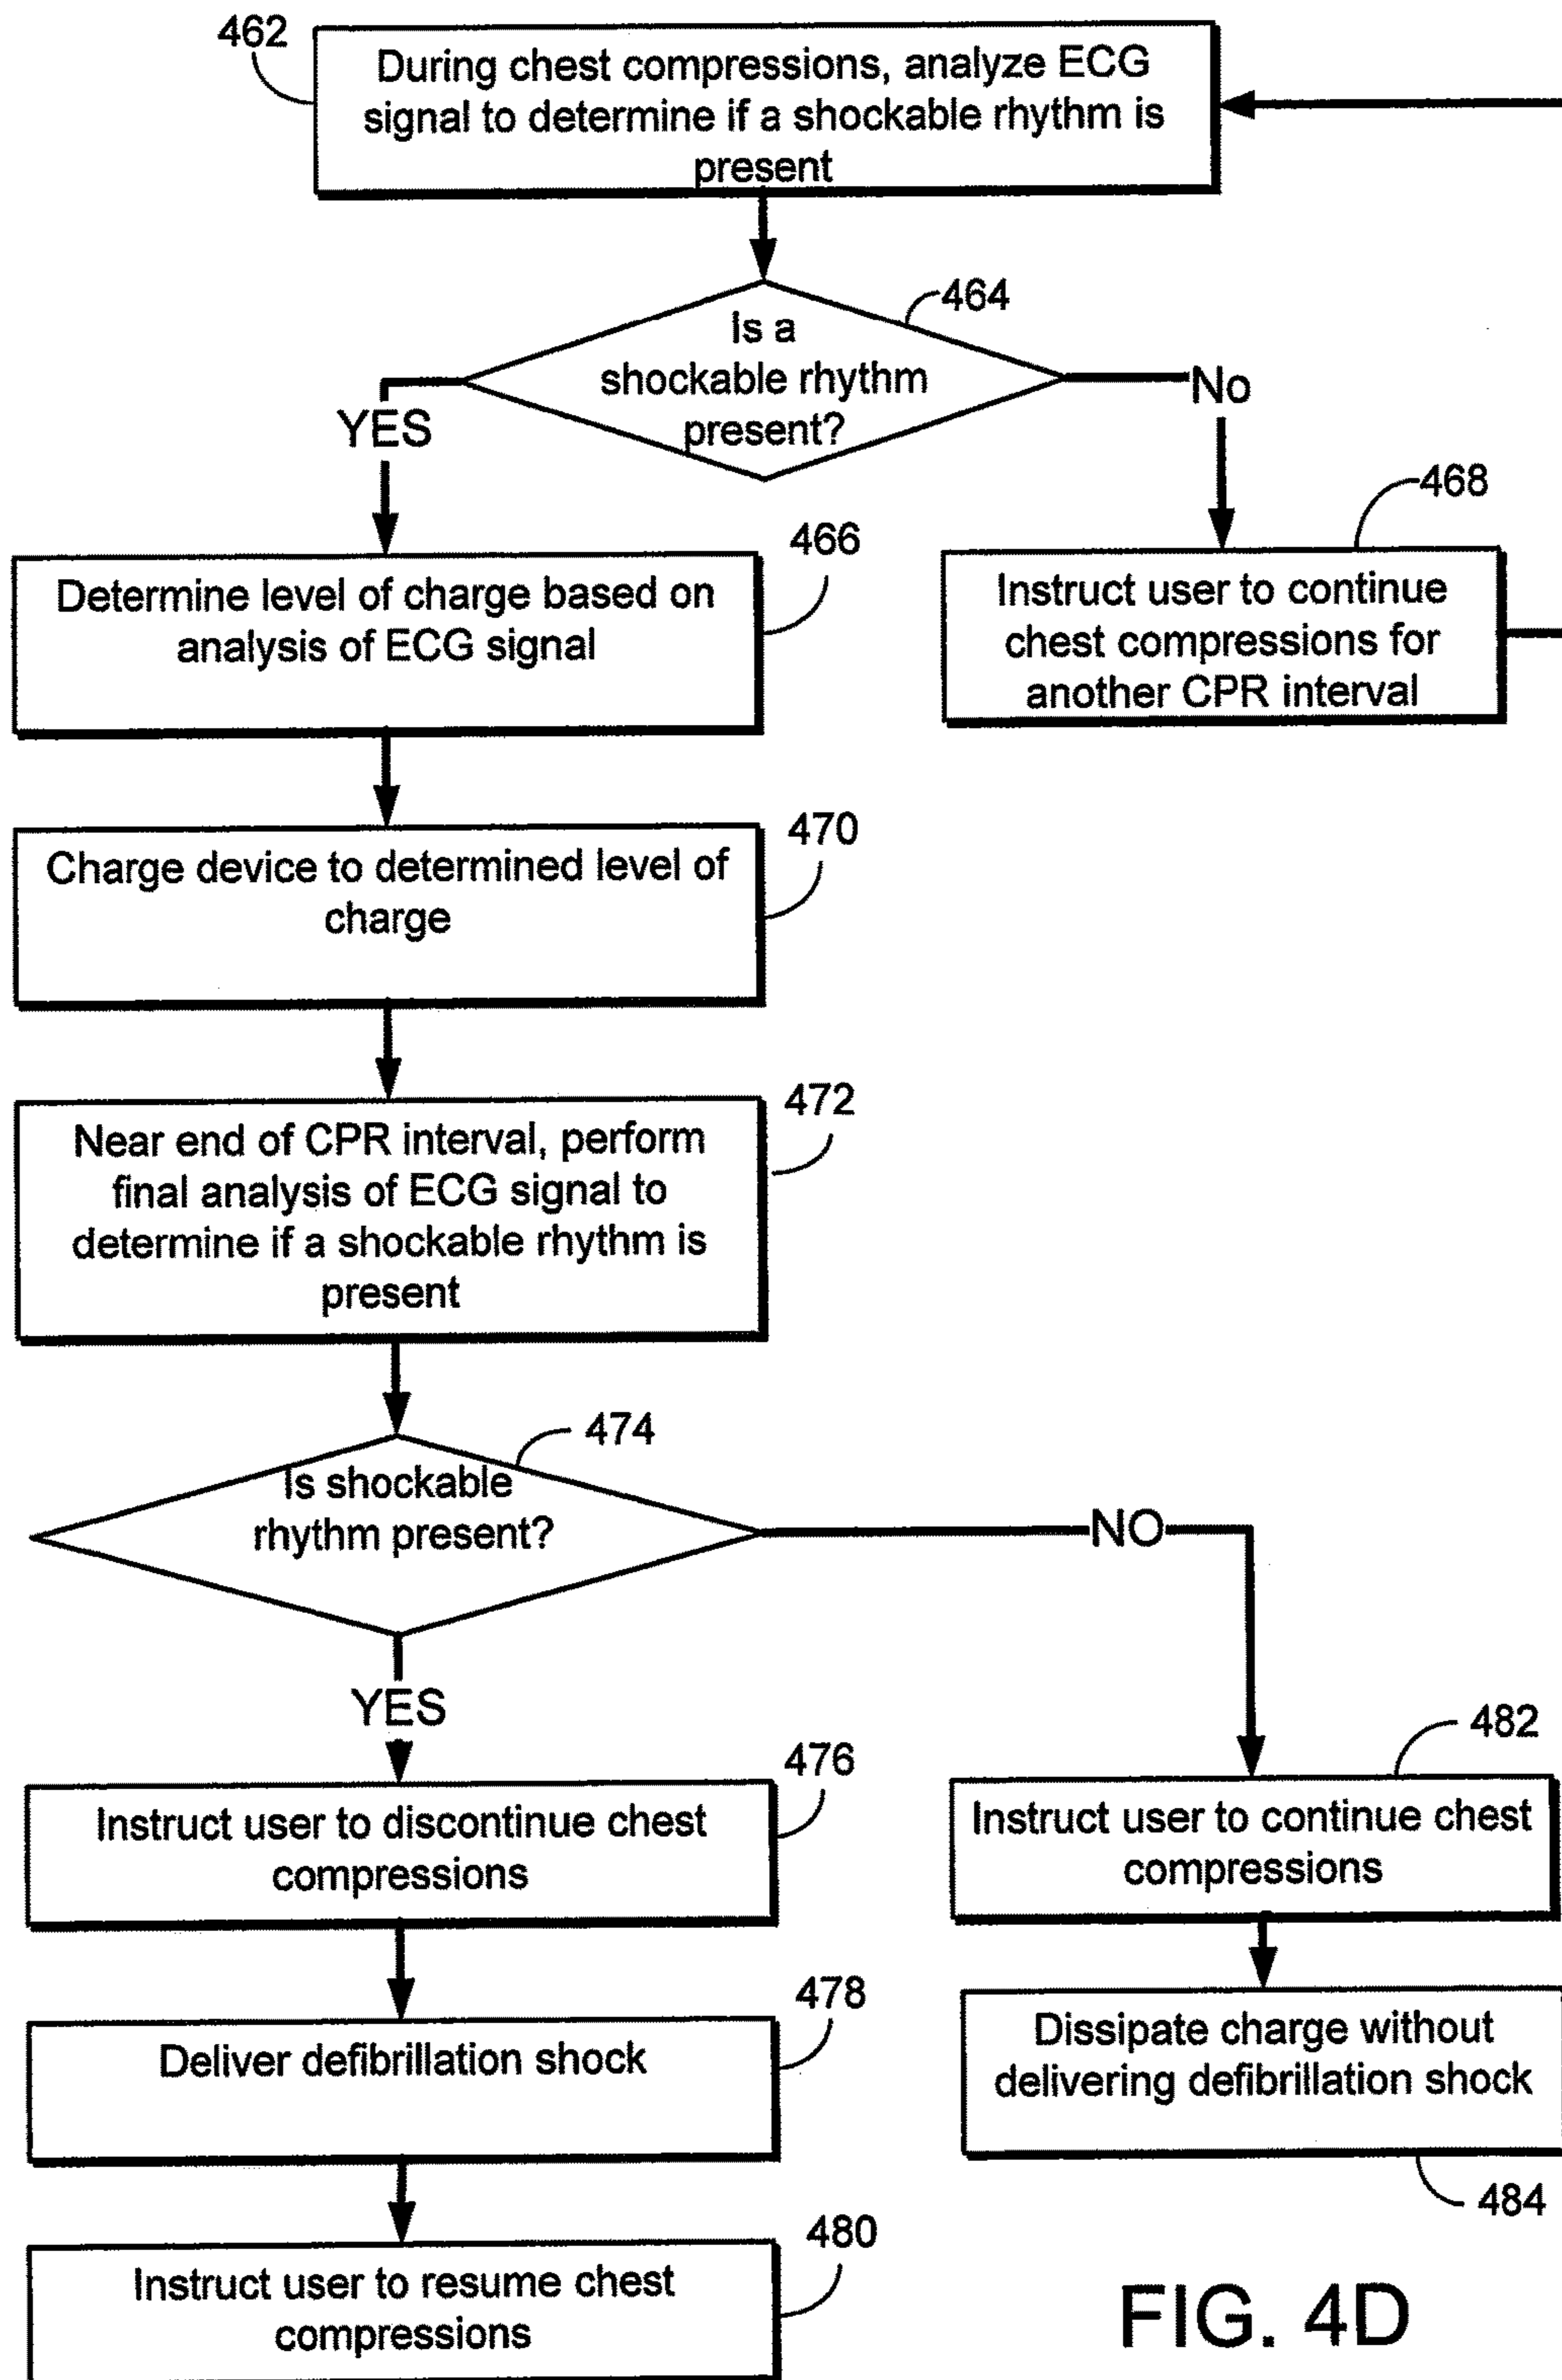 462
During chest compressions, analyze ECG
signal to determine if a shockable rhythm is
present
464
Is a
shockable rhythm
present?
YES
No
466
Determine level of charge based on
analysis of ECG signal
468
Instruct user to continue
chest compressions for
another CPR interval
470
Charge device to determined level of
charge
472
Near end of CPR interval, perform
final analysis of ECG signal to
determine if a shockable rhythm is
present
474
Is shockable
rhythm present?
NO
YES
476
Instruct user to discontinue chest
compressions
482
Instruct user to continue chest
compressions
478
Deliver defibrillation shock
Dissipate charge without
delivering defibrillation shock
484
480
Instruct user to resume chest
compressions
FIG. 4D